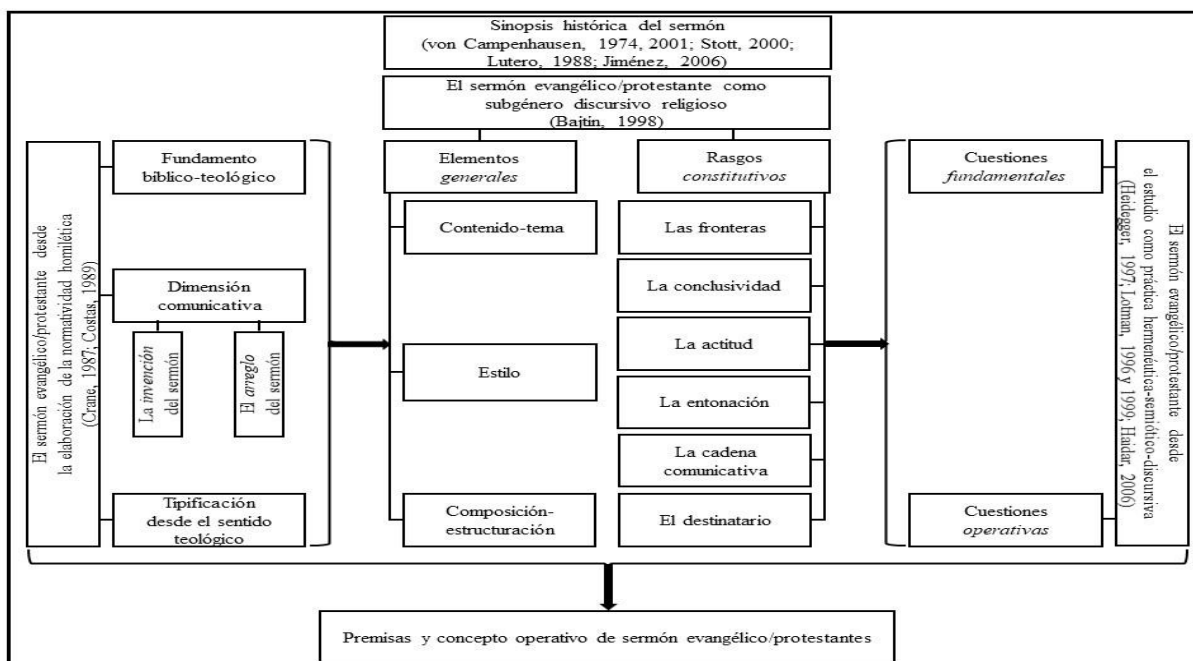 Sinopsis histórica del sermón
(von Campenhausen, 1974, 2001; Stott, 2000;
Lutero, 1988; Jiménez, 2006)
El sermón evangélico/protestante como
subgénero discursivo religioso
(Bajtín, 1998)
El sermón evangélico/protestante desde
la elaboración de la normatividad homilética
(Crane, 1987; Costas, 1989)
Fundamento
bíblico-teológico
Dimensión
comunicativa
La invención
del sermón
El arreglo
del sermón
Tipificación
desde el sentido
teológico
Elementos
generales
Contenido-tema
Estilo
Composición-
estructuración
Rasgos
constitutivos
Las fronteras
La conclusividad
La actitud
La entonación
La cadena
comunicativa
El destinatario
Cuestiones
fundamentales
Cuestiones
operativas
El sermón evangélico/protestante desde
el estudio como práctica hermenéutica-semiótico-discursiva
(Heidegger, 1997; Lotman, 1996 y 1999; Haidar, 2006)
Premisas y concepto operativo de sermón evangélico/protestantes